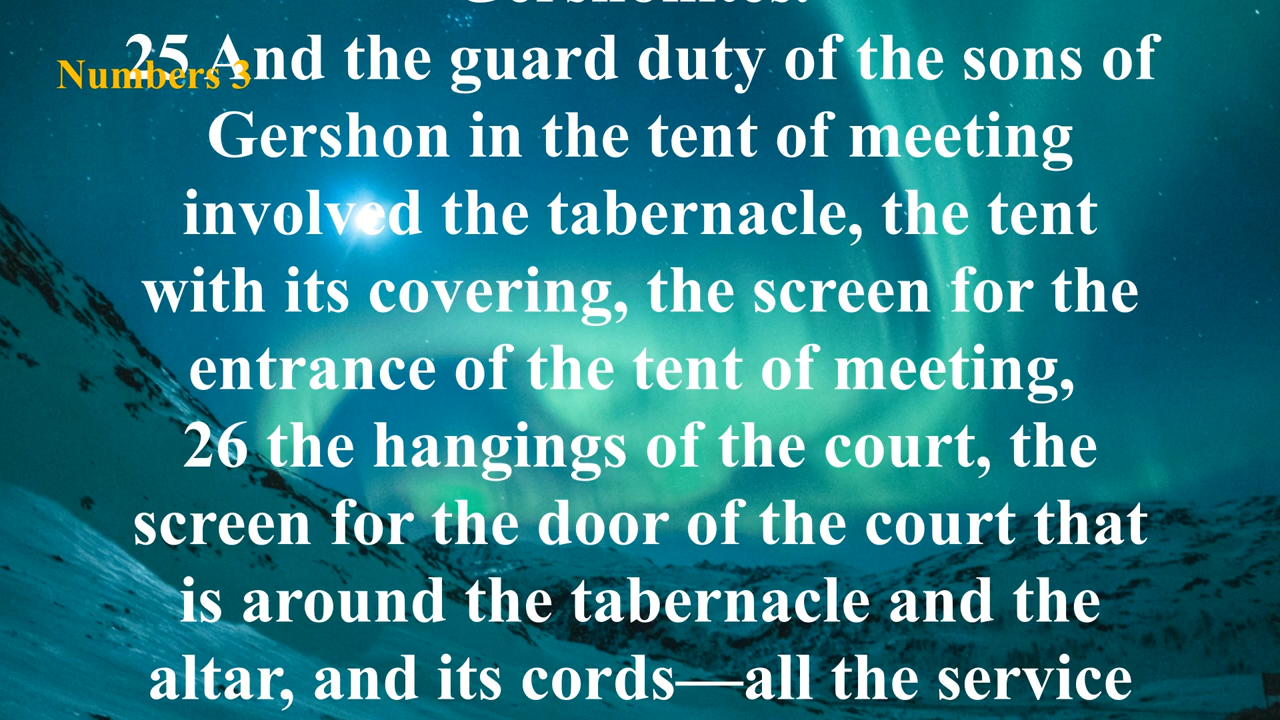 Gershonites.
25 And the guard duty of the sons of
Numbers 3
Gershon in the tent of meeting
involved the tabernacle, the tent
with its covering, the screen for the
entrance of the tent of meeting,
26 the hangings of the court, the
screen for the door of the court that
is around the tabernacle and the
altar, and its cords—all the service